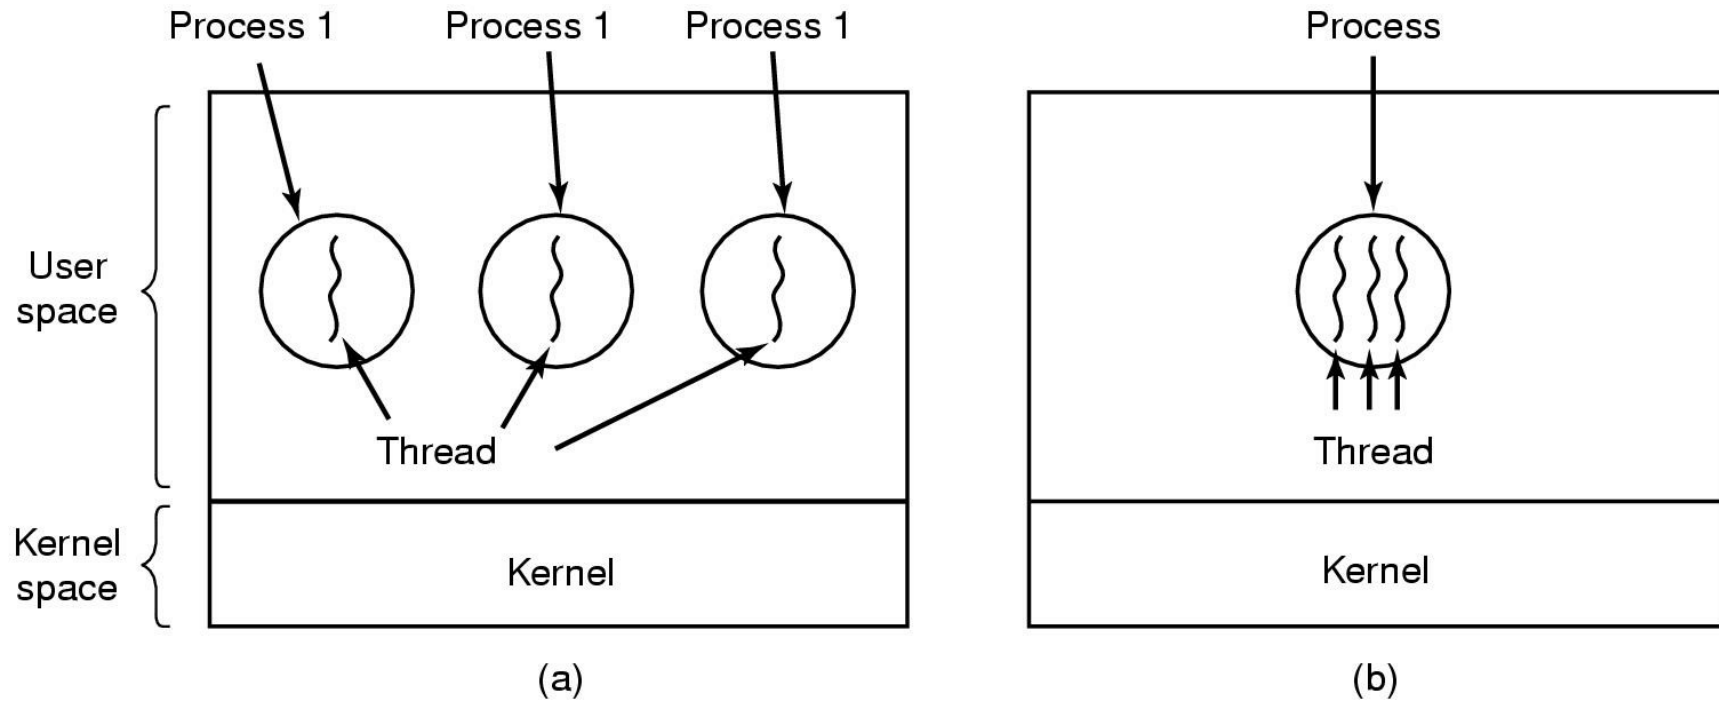 Process 1
Process 1
Process 1
Process
User
space
Thread
Thread
Kernel
space
Kernel
Kernel
(a)
(b)